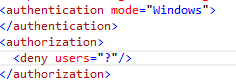 <authentication mode="Windows">
</authentication>
<authorization>
<deny users="?"/>
</authorization>